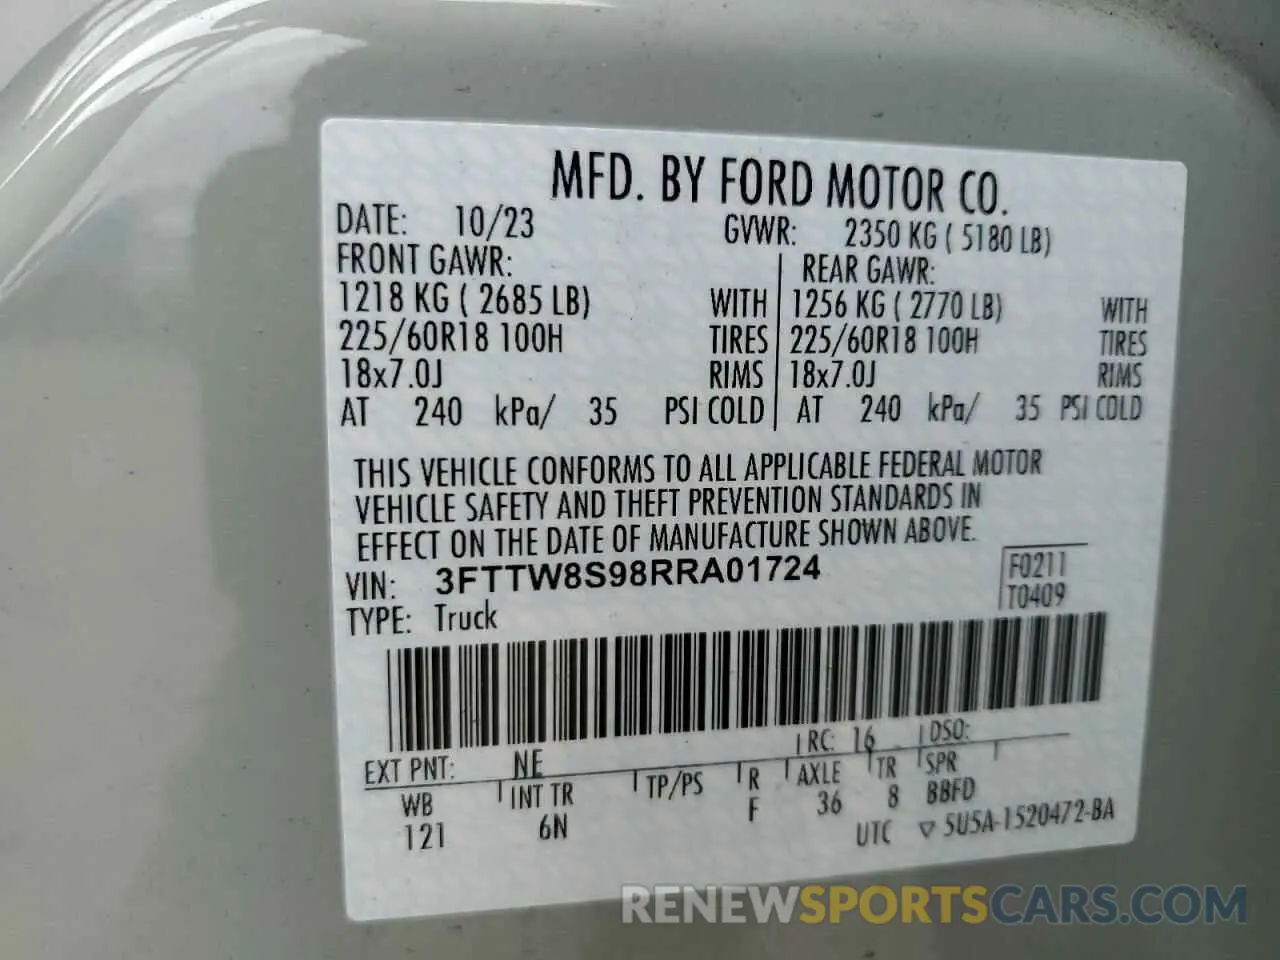 MFD. BY FORD MOTOR CO.
DATE: 10/23 GVWR: 2350 KG ( 5180 LB)
FRONT GAWR: REAR GAWR:
1218 KG ( 2685 LB) WITH 1256 KG ( 2770 LB) WITH
225/60R18 100H TIRES 225/60R18 100H TIRES
18x7.0J RIMS 18x7.0J RIMS
AT 240 kPa/ 35 PSI COLD AT 240 kPa/ 35 PSI COLD
THIS VEHICLE CONFORMS TO ALL APPLICABLE FEDERAL MOTOR
VEHICLE SAFETY AND THEFT PREVENTION STANDARDS IN
EFFECT ON THE DATE OF MANUFACTURE SHOWN ABOVE.
VIN: 3FTTW8S98RRA01724 F0211
TYPE: Truck T0409
EXT PNT: NE RC: 16 DSO:
WB INT TR TP/PS R AXLE TR SPR
121 6N F 36 8 BBFD
UTC ▽ 5U5A-1520472-BA
RENEWSPORTSCARS.COM